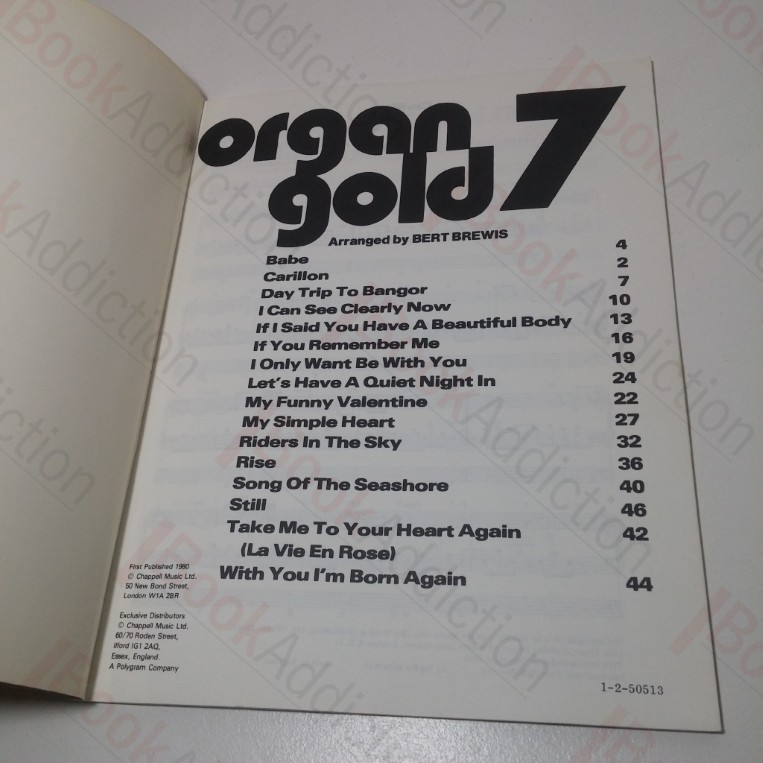 organ
gold 7
Arranged by BERT BREWIS
Babe 4
Carillon 2
Day Trip To Bangor 7
I Can See Clearly Now 10
If I Said You Have A Beautiful Body 13
If You Remember Me 16
I Only Want Be With You 19
Let's Have A Quiet Night In 24
My Funny Valentine 22
My Simple Heart 27
Riders In The Sky 32
Rise 36
Song Of The Seashore 40
Still 46
Take Me To Your Heart Again 42
(La Vie En Rose)
With You I'm Born Again 44
First Published 1980
© Chappell Music Ltd.
50 New Bond Street,
London W1A 2BR
Exclusive Distributors
© Chappell Music Ltd.
60/70 Roden Street,
Ilford IG1 2AQ,
Essex, England.
A Polygram Company
1-2-50513
BookAddiction